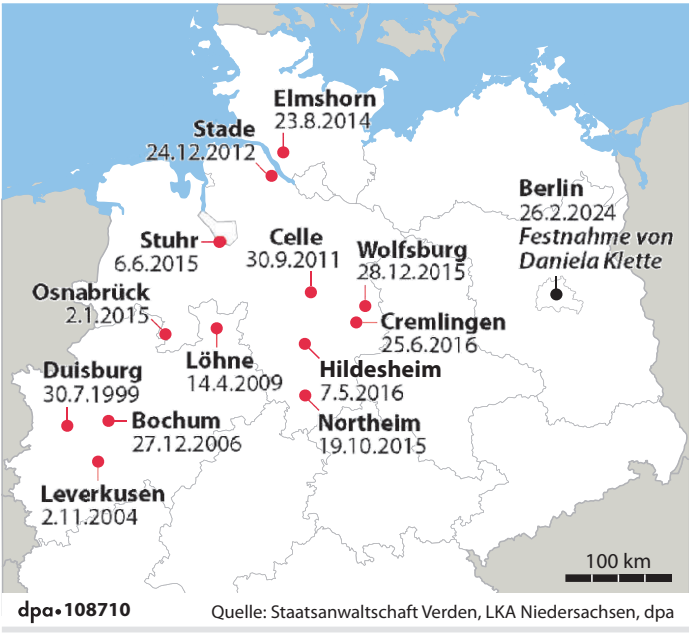 Elmshorn
23.8.2014
Stade
24.12.2012
Berlin
26.2.2024
Festnahme von
Daniela Klette
Stuhr
6.6.2015
Celle
30.9.2011
Wolfsburg
28.12.2015
Osnabrück
2.1.2015
Cremlingen
25.6.2016
Löhne
14.4.2009
Hildesheim
7.5.2016
Duisburg
30.7.1999
Bochum
27.12.2006
Northeim
19.10.2015
Leverkusen
2.11.2004
100 km
dpa•108710
Quelle: Staatsanwaltschaft Verden, LKA Niedersachsen, dpa